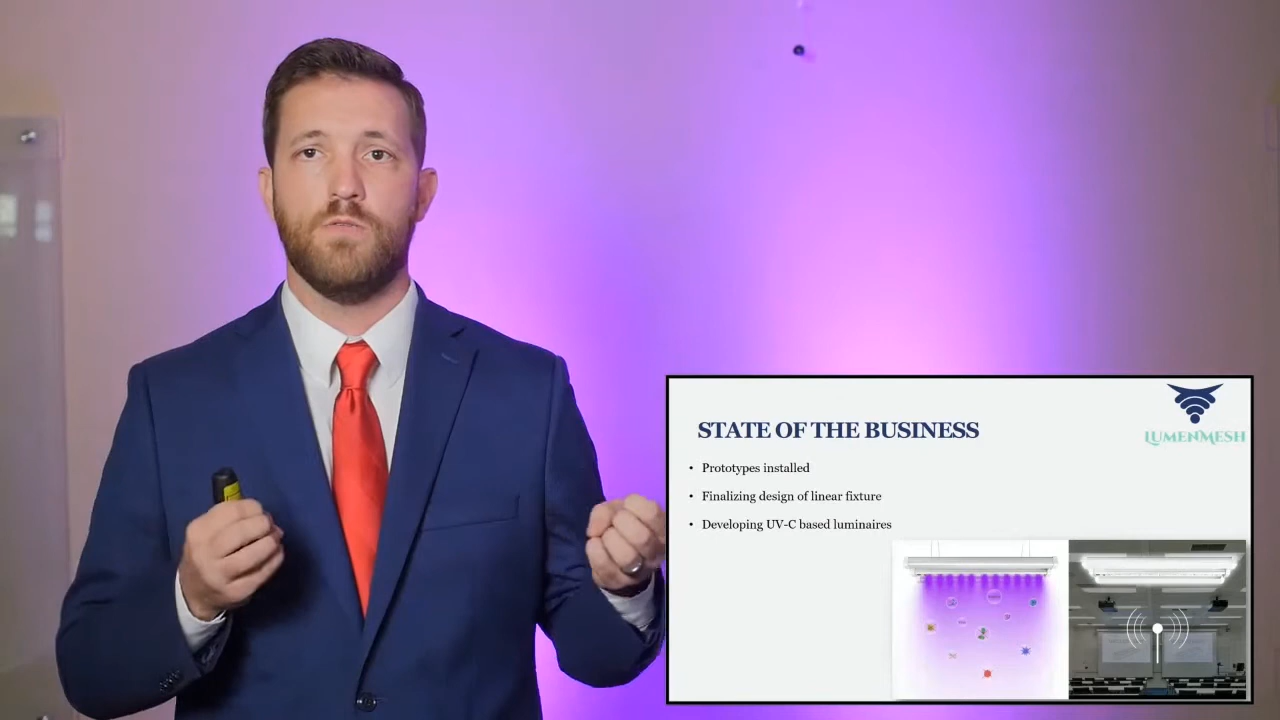 LUMENMESH
STATE OF THE BUSINESS
• Prototypes installed
• Finalizing design of linear fixture
• Developing UV-C based luminaires